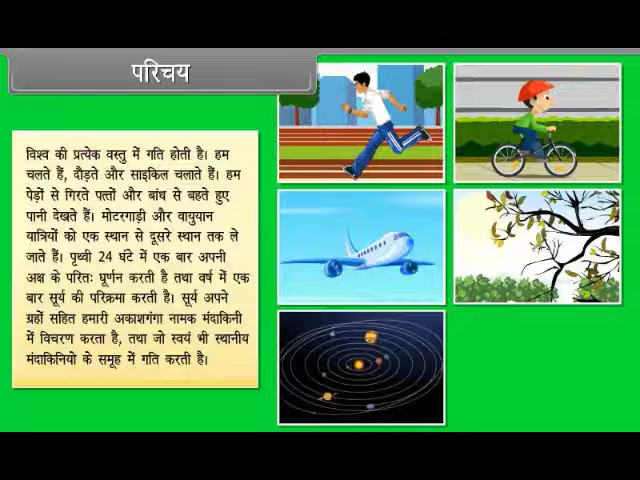 परिचय
विश्व की प्रत्येक वस्तु में गति होती है। हम
चलते हैं, दौड़ते और साइकिल चलाते हैं। हम
पेड़ों से गिरते पत्तों और बांध से बहते हुए
पानी देखते हैं। मोटरगाड़ी और वायुयान
यात्रियों को एक स्थान से दूसरे स्थान तक ले
जाते हैं। पृथ्वी 24 घंटे में एक बार अपनी
अक्ष के परितः घूर्णन करती है तथा वर्ष में एक
बार सूर्य की परिक्रमा करती है। सूर्य अपने
ग्रहों सहित हमारी अकाशगंगा नामक मंदाकिनी
में विचरण करता है, तथा जो स्वयं भी स्थानीय
मंदाकिनियो के समूह में गति करती है।